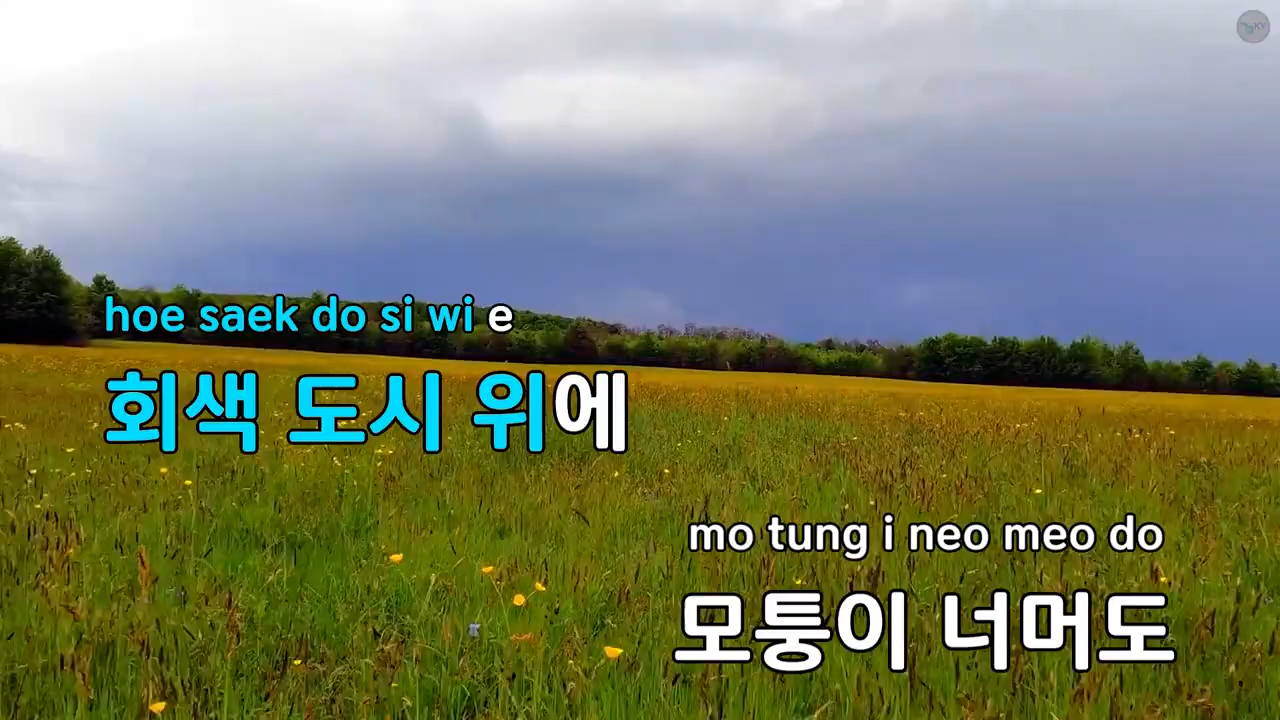 hoe saek do si wi e
회색 도시 위에
mo tung i neo meo do
모퉁이 너머도